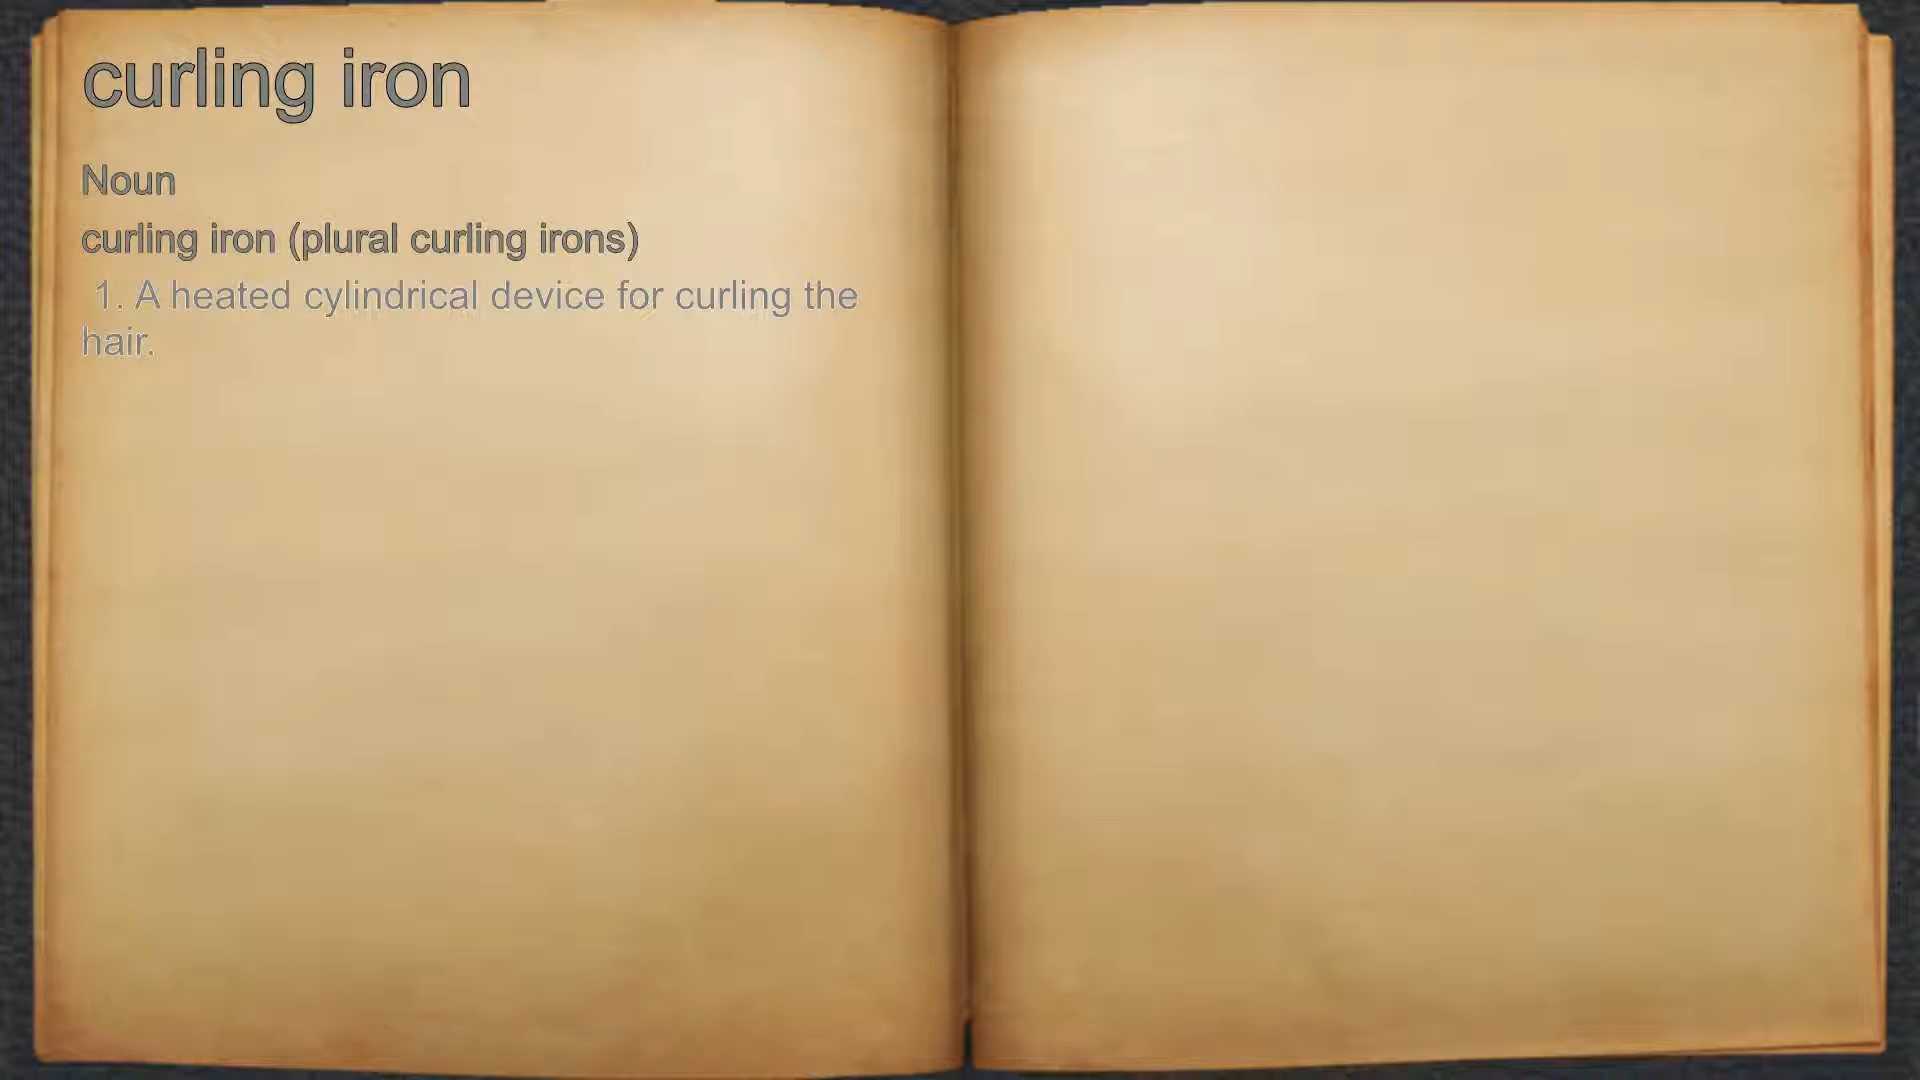 curling iron
Noun
curling iron (plural curling irons)
1. A heated cylindrical device for curling the
hair.